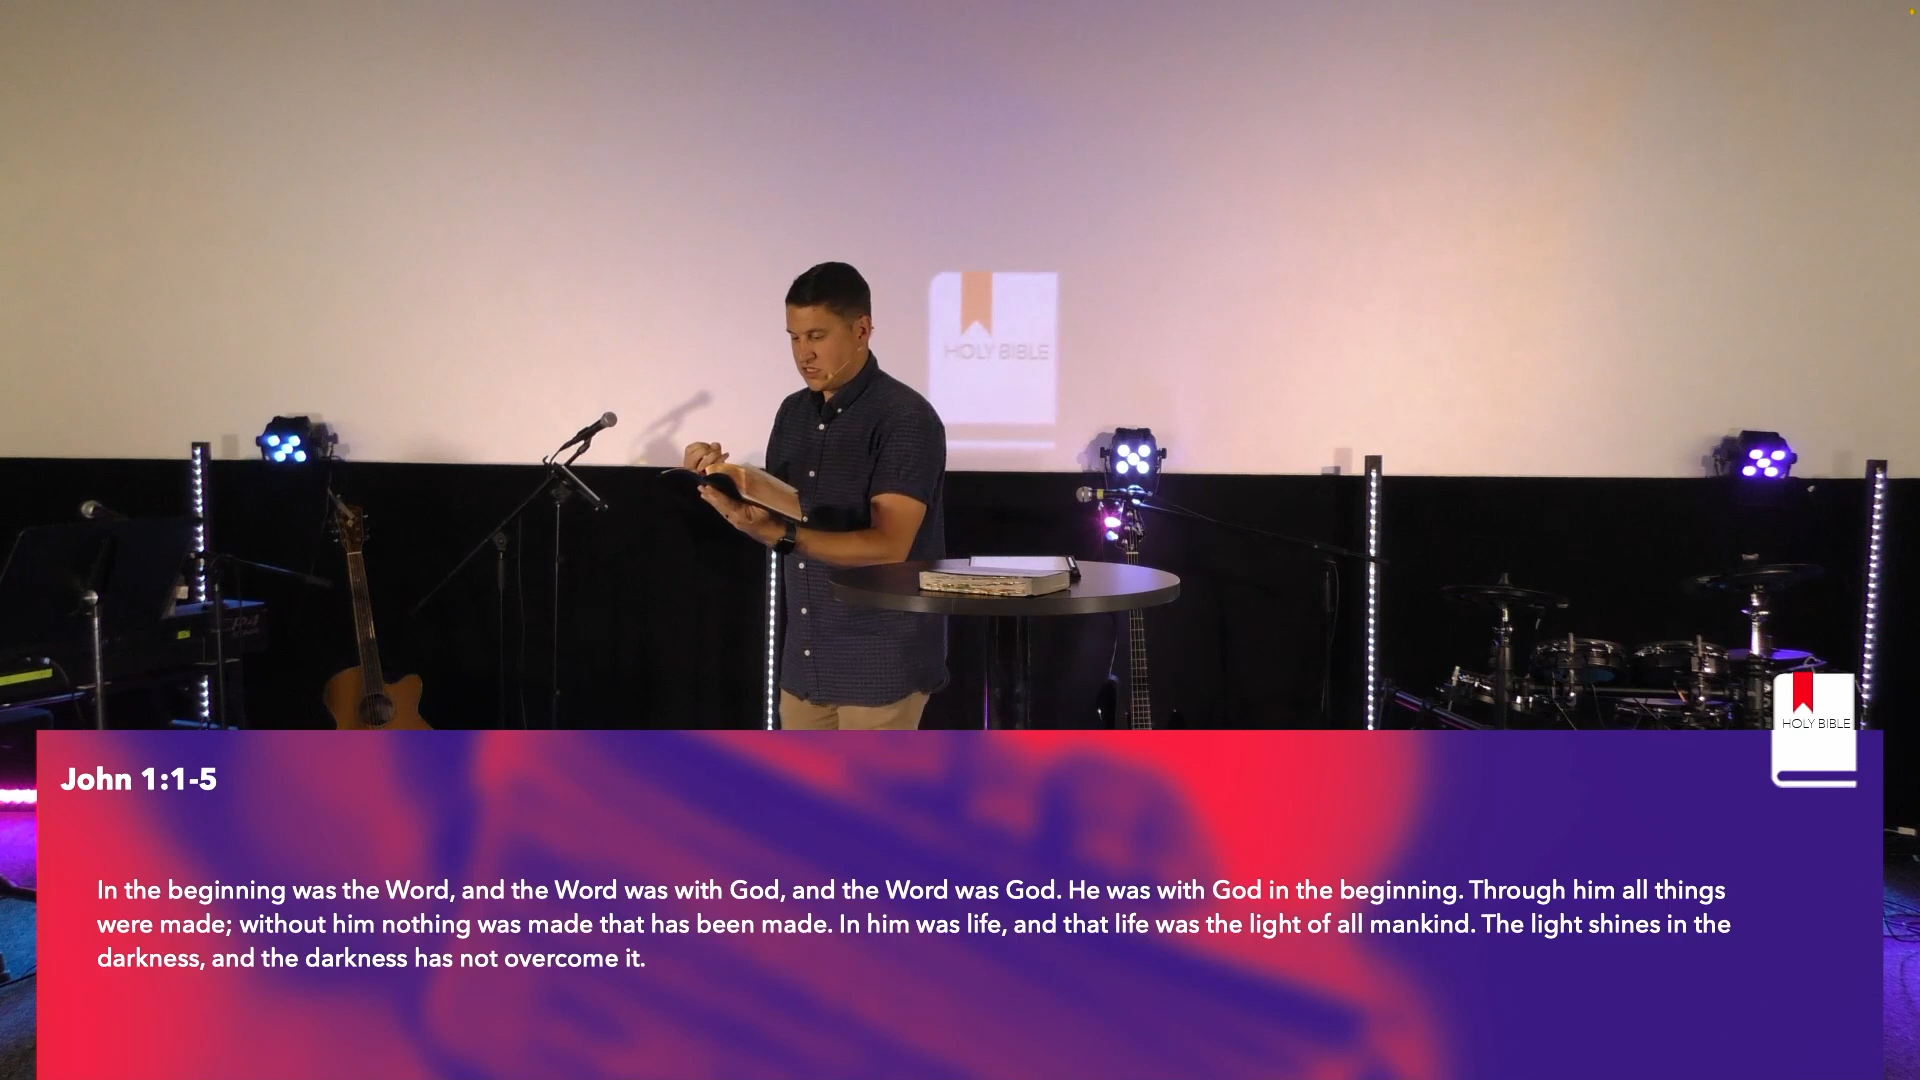 HOLY BIBLE
HOLY BIBLE
John 1:1-5
In the beginning was the Word, and the Word was with God, and the Word was God. He was with God in the beginning. Through him all things
were made; without him nothing was made that has been made. In him was life, and that life was the light of all mankind. The light shines in the
darkness, and the darkness has not overcome it.